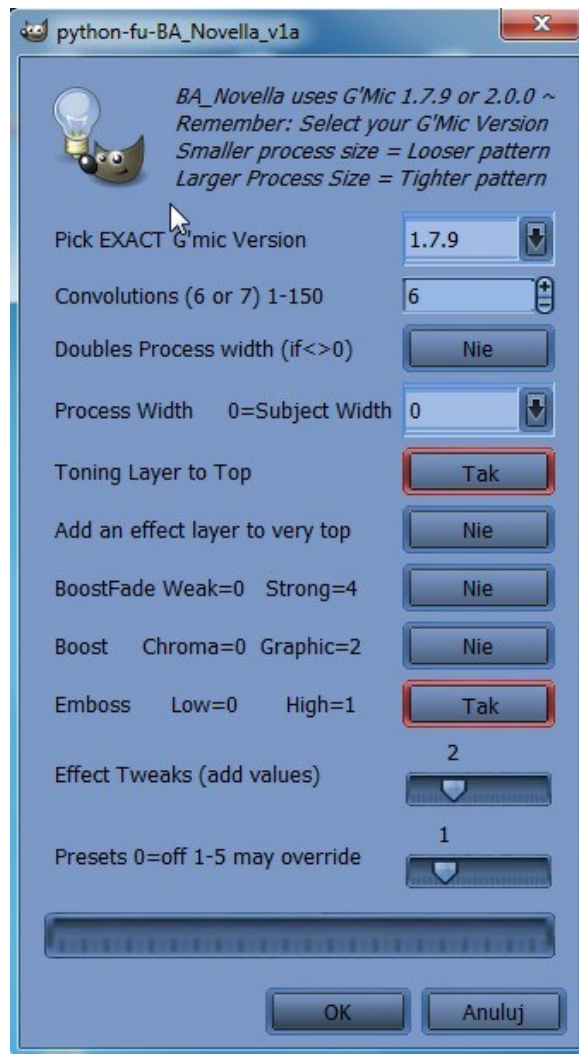 python-fu-BA_Novella_v1a
BA_Novella uses G'Mic 1.7.9 or 2.0.0 ~
Remember: Select your G'Mic Version
Smaller process size = Looser pattern
Larger Process Size = Tighter pattern
Pick EXACT G'mic Version 1.7.9
Convolutions (6 or 7) 1-150 6
Doubles Process width (if<>0) Nie
Process Width 0=Subject Width 0
Toning Layer to Top Tak
Add an effect layer to very top Nie
BoostFade Weak=0 Strong=4 Nie
Boost Chroma=0 Graphic=2 Nie
Emboss Low=0 High=1 Tak
Effect Tweaks (add values) 2
Presets 0=off 1-5 may override 1
OK Anuluj